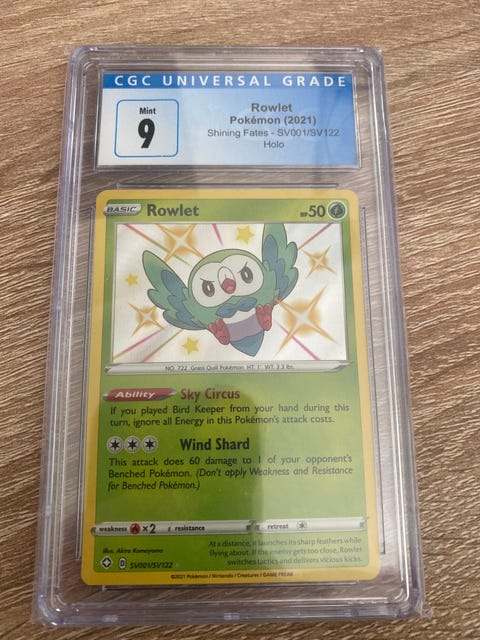 CGC UNIVERSAL GRADE
Mint
9
Rowlet
Pokémon (2021)
Shining Fates - SV001/SV122
Holo
BASIC Rowlet HP50
NO. 722 Grass Quill Pokémon HT. 1' WT. 3.3 lbs.
Ability Sky Circus
If you played Bird Keeper from your hand during this
turn, ignore all Energy in this Pokémon's attack costs.
Wind Shard
This attack does 60 damage to 1 of your opponent's
Benched Pokémon. (Don't apply Weakness and Resistance
for Benched Pokémon.)
weakness ×2 resistance retreat
Illus. Akira Komayama
D SV001/SV122
At a distance, it launches its sharp feathers while
flying about. If the enemy gets too close, Rowlet
switches tactics and delivers vicious kicks.
©2021 Pokémon / Nintendo / Creatures / GAME FREAK